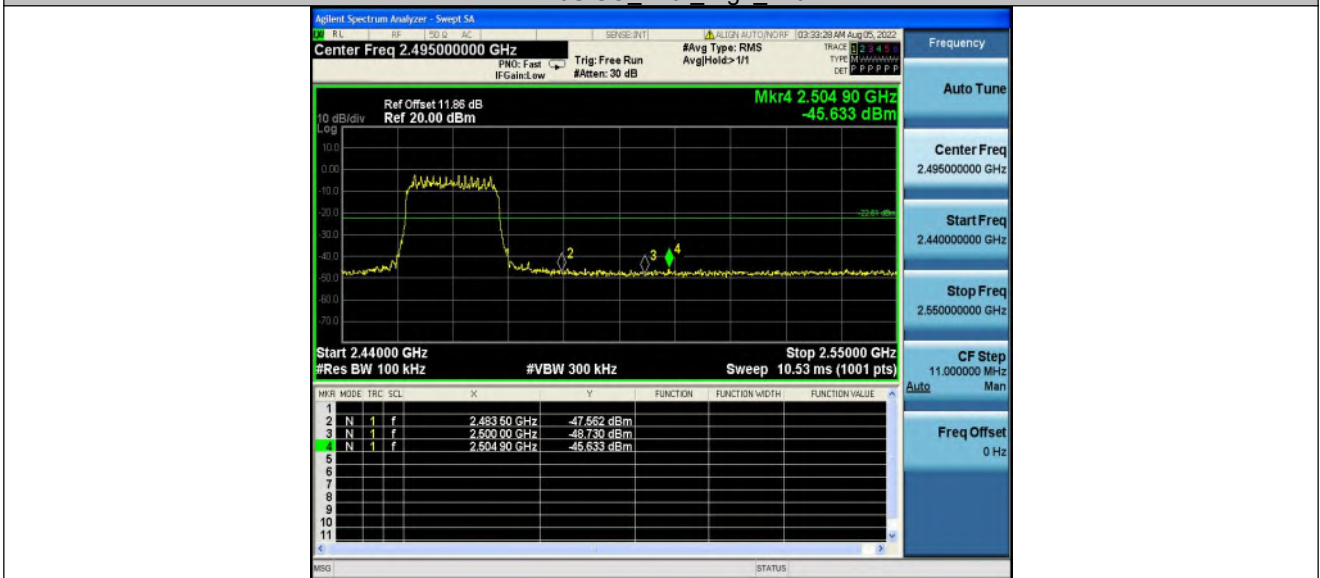 Agilent Spectrum Analyzer - Swept SA
RL RF 50 Ω AC SENSE:INT ALIGN AUTO/NORF 03:33:28 AM Aug 05, 2022
Center Freq 2.495000000 GHz
PNO: Fast
IFGain:Low
Trig: Free Run
#Atten: 30 dB
#Avg Type: RMS
Avg|Hold:>1/1
TRACE 1 2 3 4 5 6
TYPE M
DET P P P P P P
Mkr4 2.504 90 GHz
-45.633 dBm
Ref Offset 11.86 dB
10 dB/div Ref 20.00 dBm
Log
10.0
0.00
-10.0
-20.0
-22.61 dBm
-30.0
-40.0
-50.0
-60.0
-70.0
2
3
4
Start 2.44000 GHz Stop 2.55000 GHz
#Res BW 100 kHz #VBW 300 kHz Sweep 10.53 ms (1001 pts)
MKR MODE TRC SCL X Y FUNCTION FUNCTION WIDTH FUNCTION VALUE
1
2 N 1 f 2.483 50 GHz -47.562 dBm
3 N 1 f 2.500 00 GHz -48.730 dBm
4 N 1 f 2.504 90 GHz -45.633 dBm
5
6
7
8
9
10
11
MSG STATUS
Frequency
Auto Tune
Center Freq
2.495000000 GHz
Start Freq
2.440000000 GHz
Stop Freq
2.550000000 GHz
CF Step
11.000000 MHz
Auto Man
Freq Offset
0 Hz